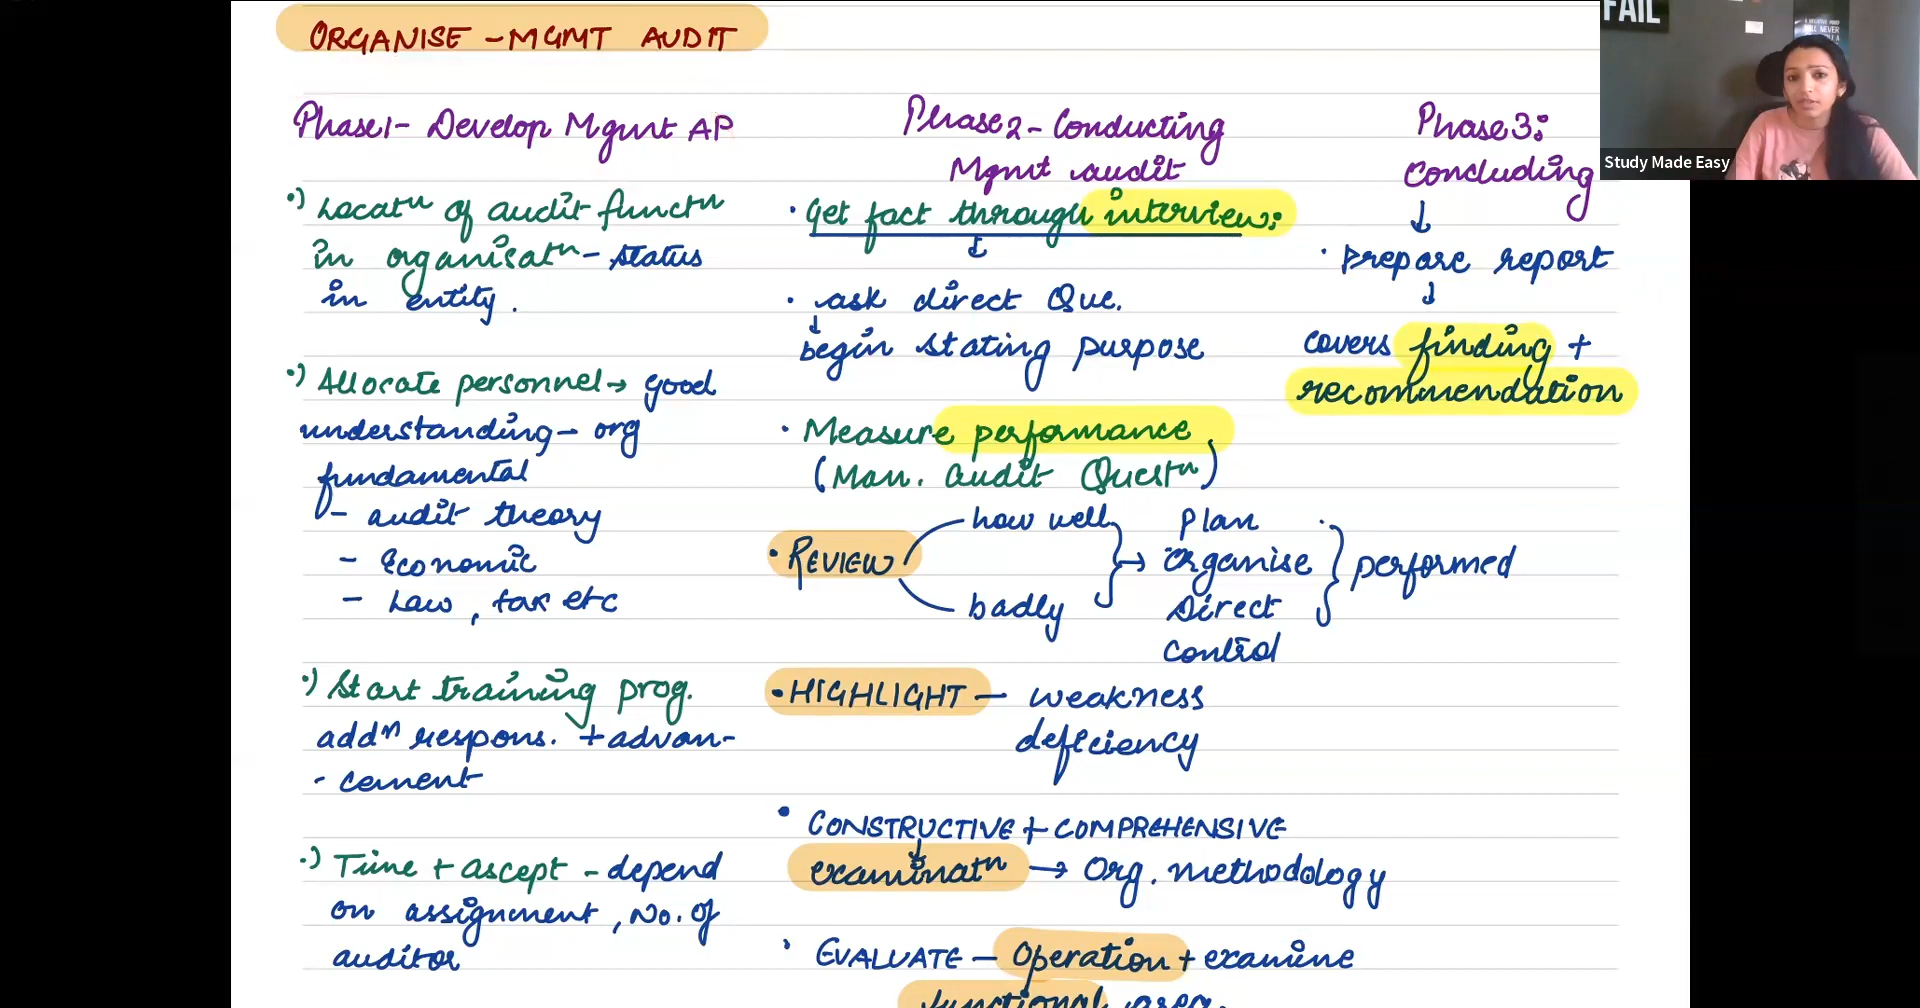 ORGANISE - MGMT AUDIT
Phase1- Develop Mgmt AP
•) Locatⁿ of audit functⁿ
in organisatⁿ - status
in entity.
•) Allocate personnel → good
understanding - org
fundamental
- audit theory
- Economic
- Law, tax etc
•) Start training prog.
addⁿ respons. + advan-
- cement
•) Time + ascept - depend
on assignment, No. of
auditor
Phase2 - Conducting
Mgmt audit
• Get fact through interview:
↓
• ask direct Que.
↓
begin stating purpose
• Measure performance
(Man. audit Questⁿ)
• REVIEW
how well
badly
→ Plan
Organise
Direct
Control
performed
• HIGHLIGHT - weakness
deficiency
• CONSTRUCTIVE + COMPREHENSIVE
↓
examinatⁿ → Org. methodology
• EVALUATE - Operation + examine
functional area.
Phase3:
Concluding
↓
• Prepare report
↓
covers finding +
recommendation
FAIL
Study Made Easy